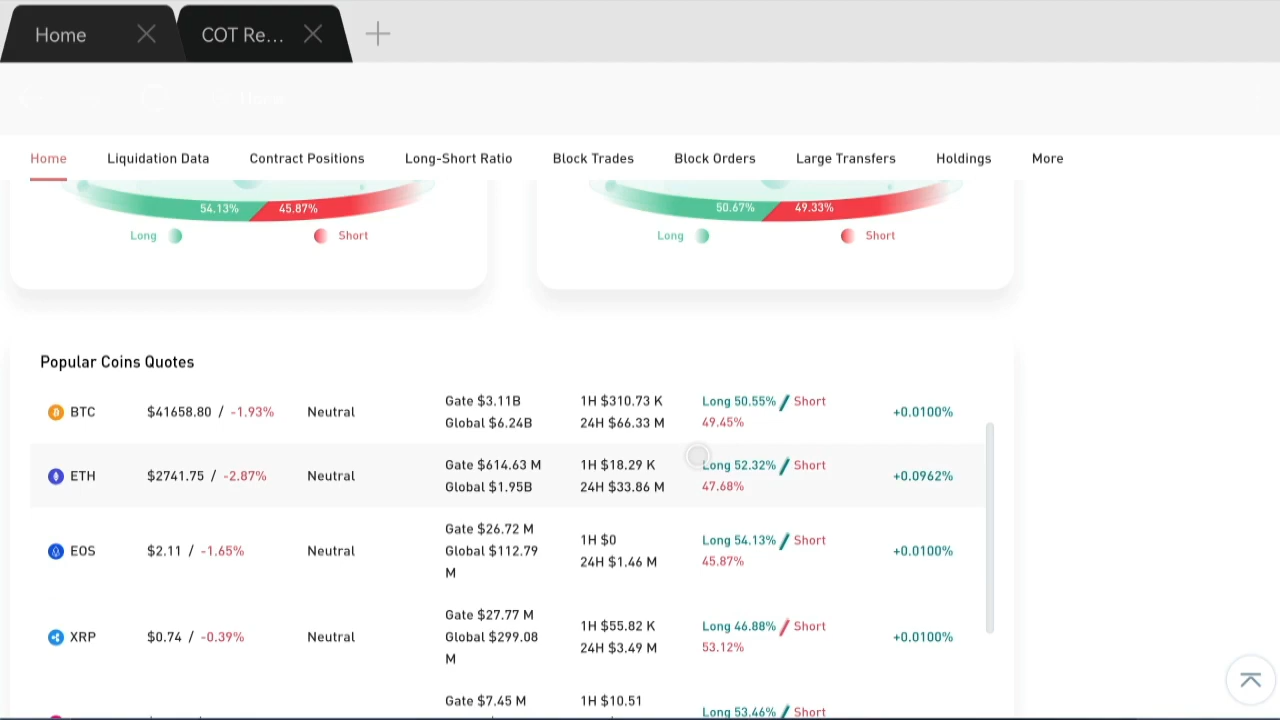 Home
COT Re...
Home
Home Liquidation Data Contract Positions Long-Short Ratio Block Trades Block Orders Large Transfers Holdings More
54.13% 45.87% 50.67% 49.33%
Long Short Long Short
Popular Coins Quotes
BTC $41658.80 / -1.93% Neutral Gate $3.11B 1H $310.73 K Long 50.55% / Short +0.0100%
Global $6.24B 24H $66.33 M 49.45%
ETH $2741.75 / -2.87% Neutral Gate $614.63 M 1H $18.29 K Long 52.32% / Short +0.0962%
Global $1.95B 24H $33.86 M 47.68%
EOS $2.11 / -1.65% Neutral Gate $26.72 M 1H $0 Long 54.13% / Short +0.0100%
Global $112.79 24H $1.46 M 45.87%
M
XRP $0.74 / -0.39% Neutral Gate $27.77 M 1H $55.82 K Long 46.88% / Short +0.0100%
Global $299.08 24H $3.49 M 53.12%
M
Gate $7.45 M 1H $10.51
Long 53.46% / Short